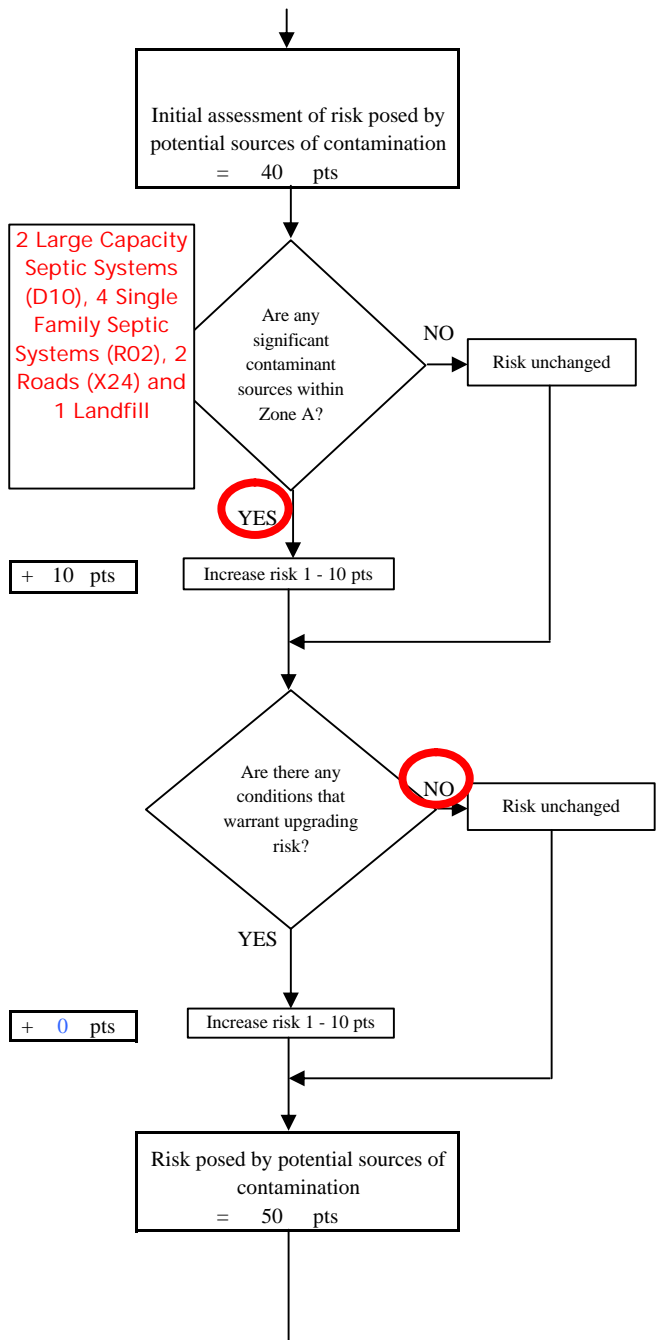 Initial assessment of risk posed by
potential sources of contamination
= 40 pts
2 Large Capacity
Septic Systems
(D10), 4 Single
Family Septic
Systems (R02), 2
Roads (X24) and
1 Landfill
Are any
significant
contaminant
sources within
Zone A?
NO
Risk unchanged
YES
+ 10 pts
Increase risk 1 - 10 pts
Are there any
conditions that
warrant upgrading
risk?
NO
Risk unchanged
YES
+ 0 pts
Increase risk 1 - 10 pts
Risk posed by potential sources of
contamination
= 50 pts